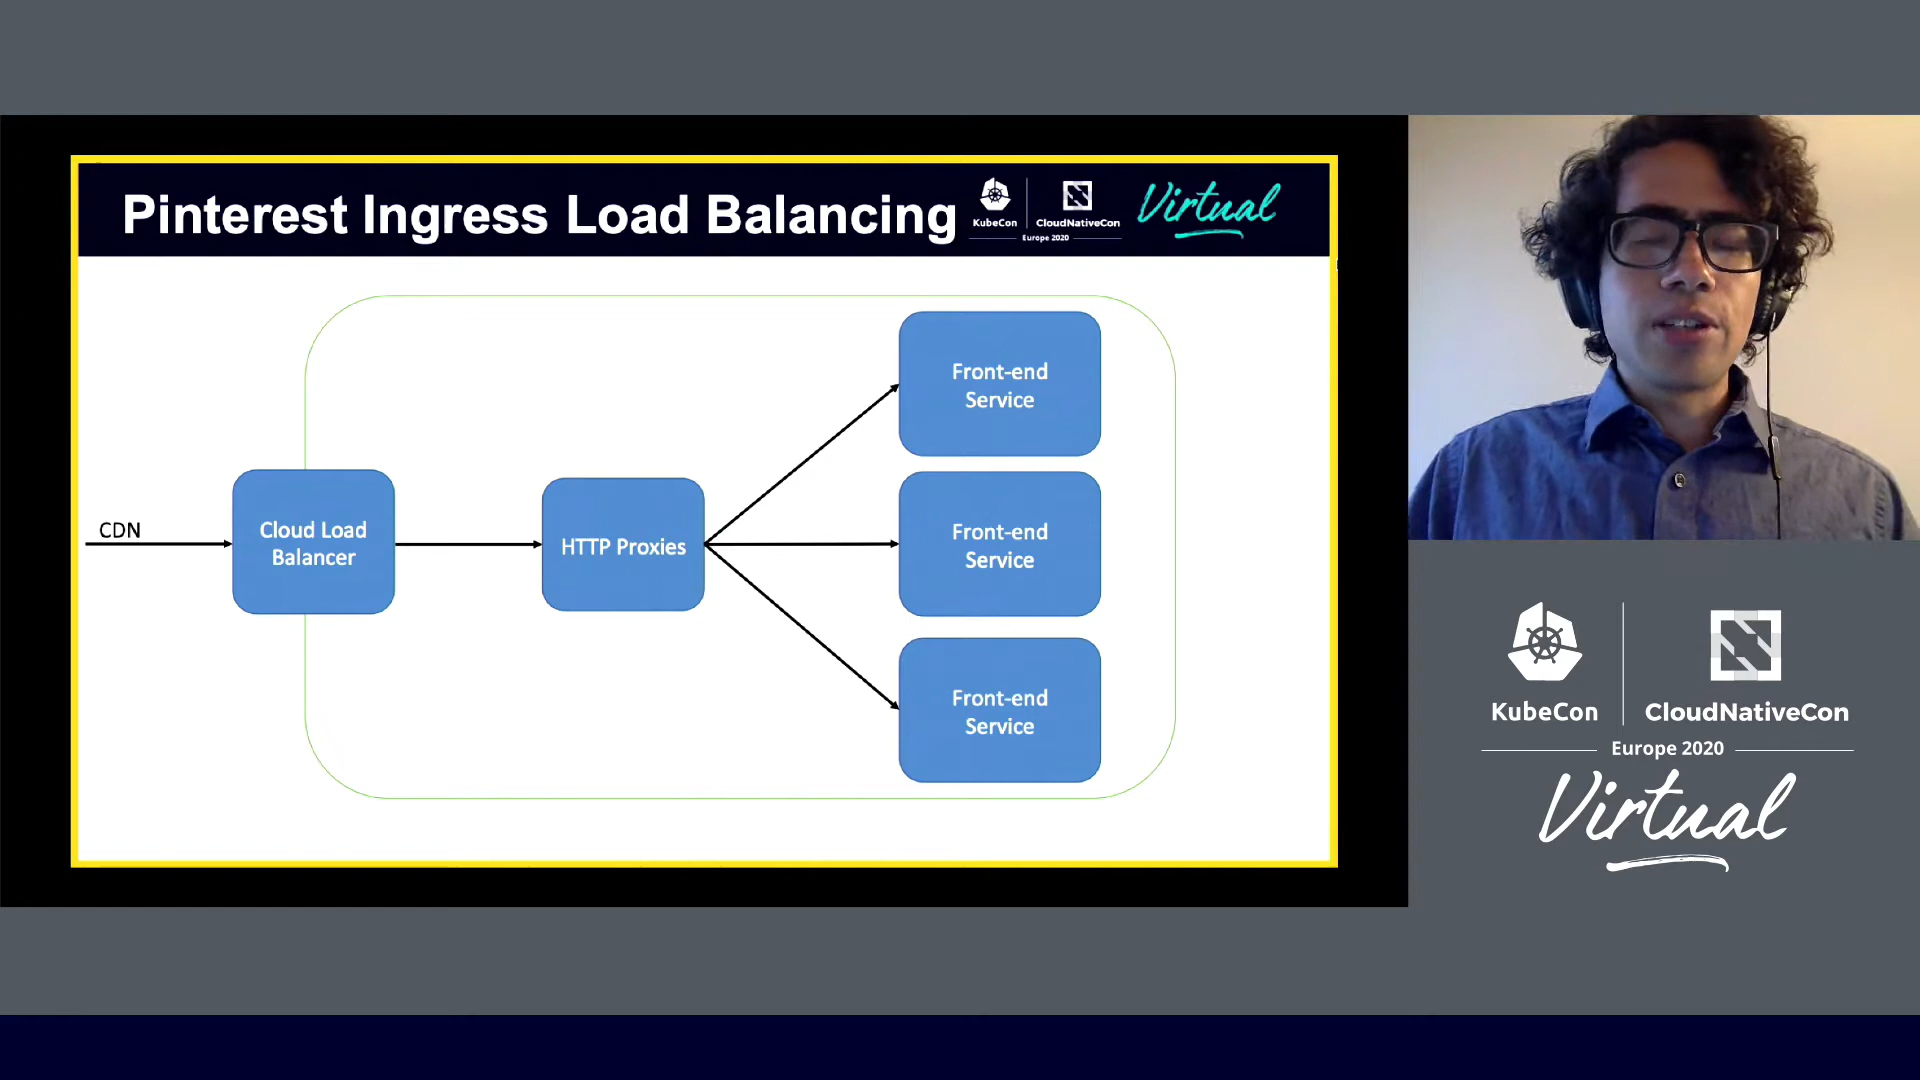 Pinterest Ingress Load Balancing
KubeCon
CloudNativeCon
Europe 2020
Virtual
Front-end
Service
CDN
Cloud Load
Balancer
HTTP Proxies
Front-end
Service
Front-end
Service
KubeCon
CloudNativeCon
Europe 2020
Virtual